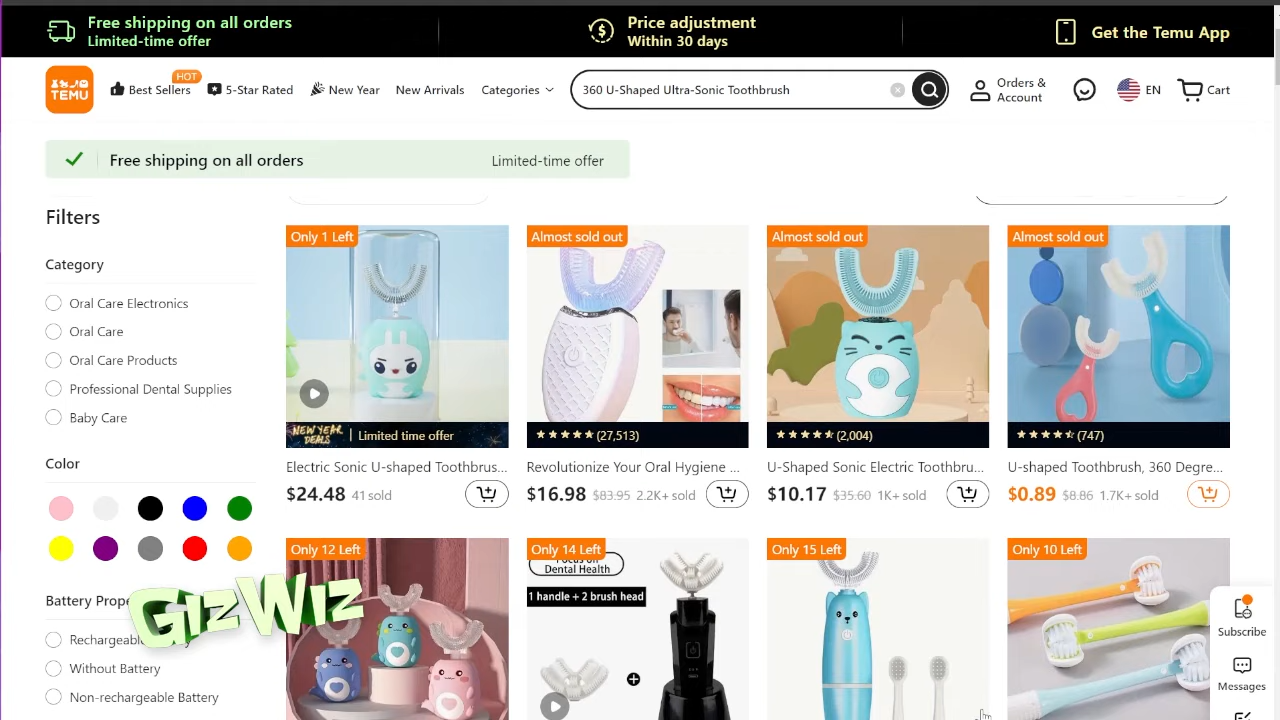 Free shipping on all orders
Limited-time offer
Price adjustment
Within 30 days
Get the Temu App
TEMU
Best Sellers
HOT
5-Star Rated
New Year
New Arrivals
Categories
360 U-Shaped Ultra-Sonic Toothbrush
Orders &
Account
EN
Cart
Free shipping on all orders
Limited-time offer
Filters
Category
Oral Care Electronics
Oral Care
Oral Care Products
Professional Dental Supplies
Baby Care
Color
Battery Prope
Rechargeabl
Without Battery
Non-rechargeable Battery
GizWiz
Only 1 Left
NEW YEAR
DEALS
Limited time offer
Electric Sonic U-shaped Toothbrus...
$24.48 41 sold
Almost sold out
(27,513)
Revolutionize Your Oral Hygiene ...
$16.98 $83.95 2.2K+ sold
Almost sold out
(2,004)
U-Shaped Sonic Electric Toothbru...
$10.17 $35.60 1K+ sold
Almost sold out
(747)
U-shaped Toothbrush, 360 Degre...
$0.89 $8.86 1.7K+ sold
Only 12 Left
Only 14 Left
Focus on
Dental Health
1 handle + 2 brush head
Only 15 Left
Only 10 Left
Subscribe
Messages